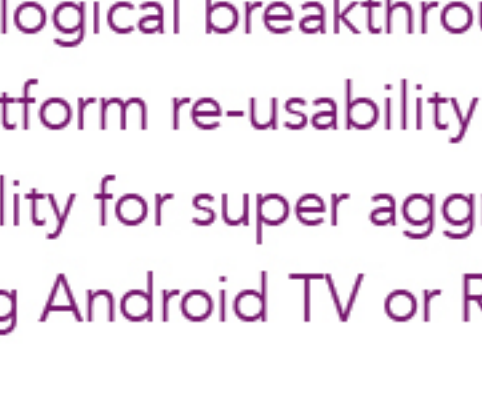 logical breakthrou
tform re-usability
lity for super agg
g Android TV or R